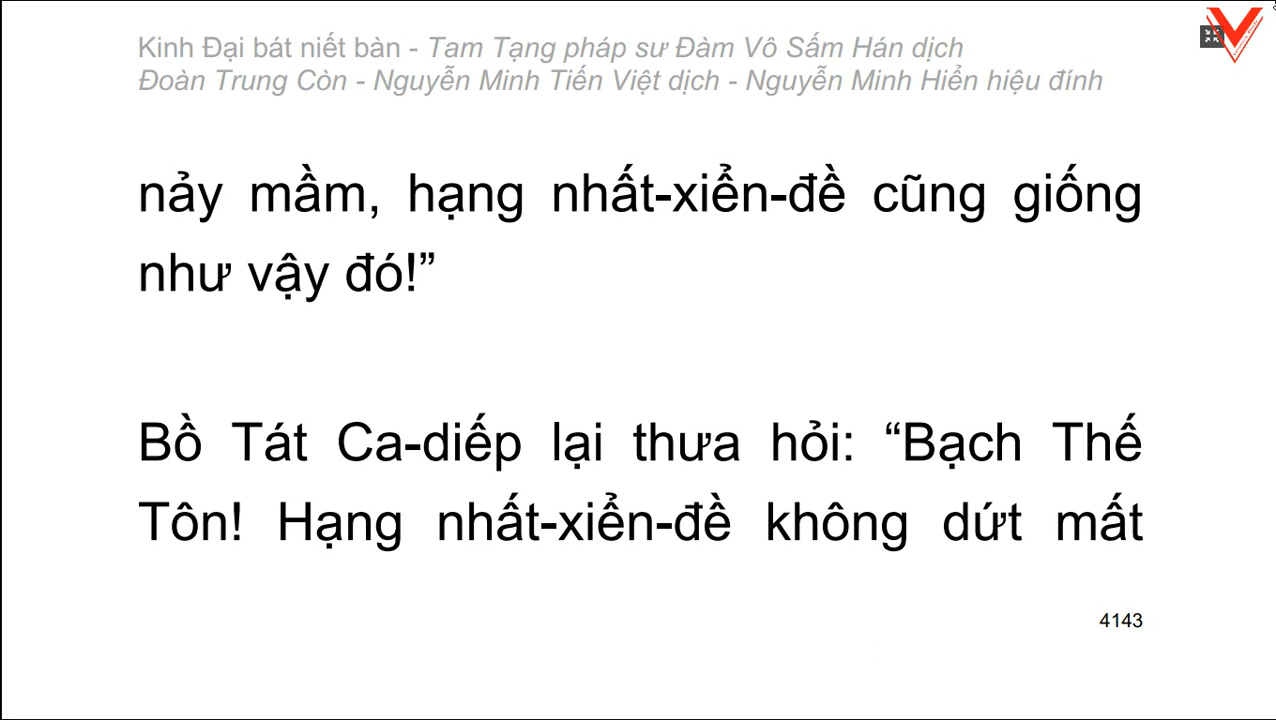 Kinh Đại bát niết bàn - Tam Tạng pháp sư Đàm Vô Sấm Hán dịch
Đoàn Trung Còn - Nguyễn Minh Tiến Việt dịch - Nguyễn Minh Hiển hiệu đính
nảy mầm, hạng nhất-xiển-đề cũng giống
như vậy đó!”
Bồ Tát Ca-diếp lại thưa hỏi: “Bạch Thế
Tôn! Hạng nhất-xiển-đề không dứt mất
4143